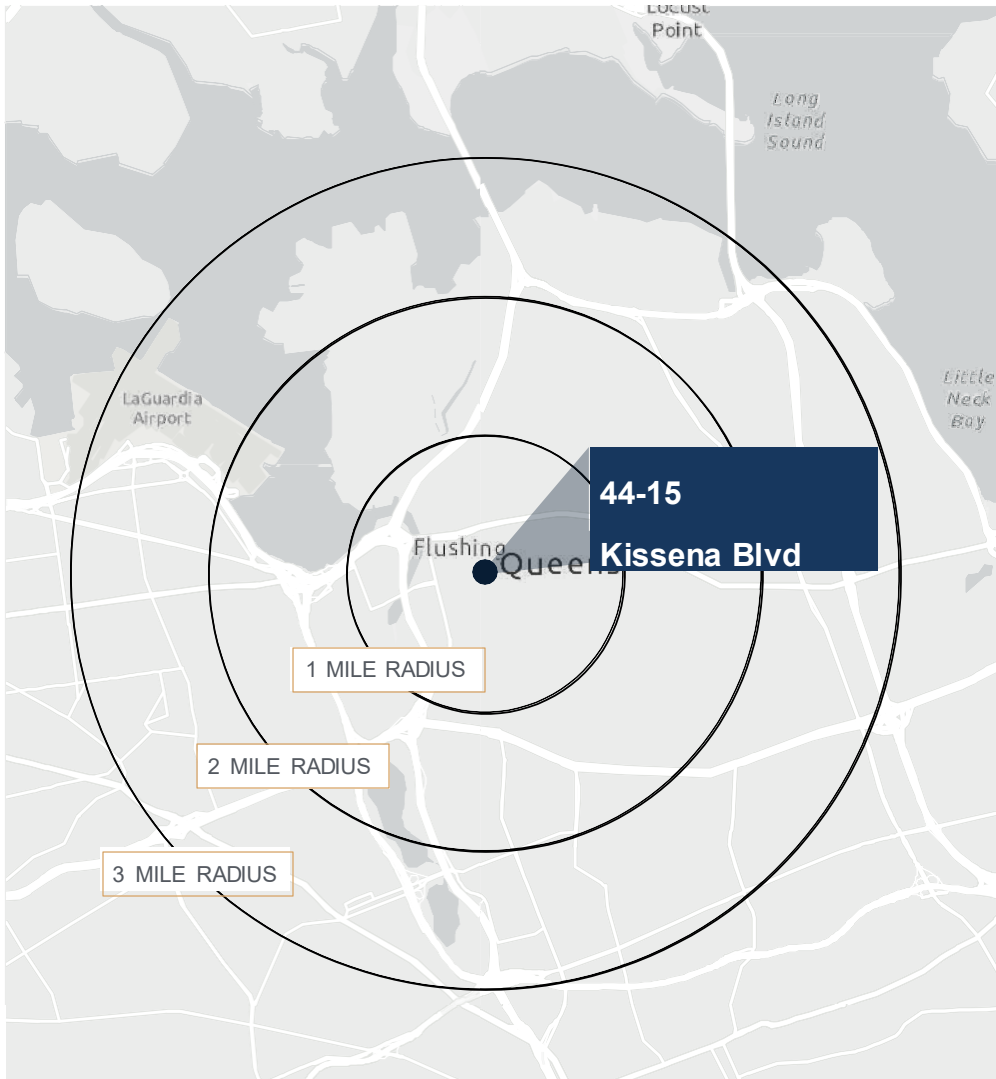 Locust
Point
Long
Island
Sound
LaGuardia
Airport
Little
Neck
Bay
44-15
Kissena Blvd
Flushing
Queens
1 MILE RADIUS
2 MILE RADIUS
3 MILE RADIUS